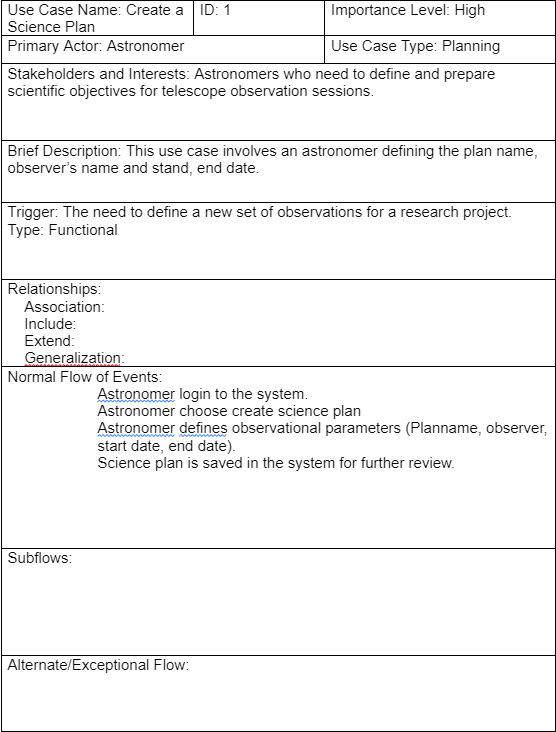 Use Case Name: Create a Science Plan
ID: 1
Importance Level: High
Primary Actor: Astronomer
Use Case Type: Planning
Stakeholders and Interests: Astronomers who need to define and prepare
scientific objectives for telescope observation sessions.
Brief Description: This use case involves an astronomer defining the plan name,
observer’s name and stand, end date.
Trigger: The need to define a new set of observations for a research project.
Type: Functional
Relationships:
Association:
Include:
Extend:
Generalization:
Normal Flow of Events:
Astronomer login to the system.
Astronomer choose create science plan
Astronomer defines observational parameters (Planname, observer,
start date, end date).
Science plan is saved in the system for further review.
Subflows:
Alternate/Exceptional Flow: